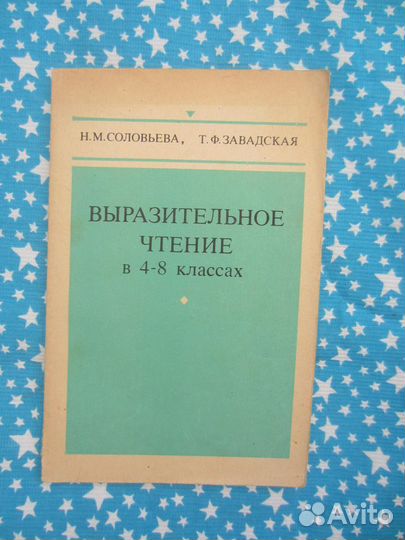 Н.М.СОЛОВЬЕВА, Т.Ф.ЗАВАДСКАЯ
ВЫРАЗИТЕЛЬНОЕ
ЧТЕНИЕ
в 4-8 классах
Avito